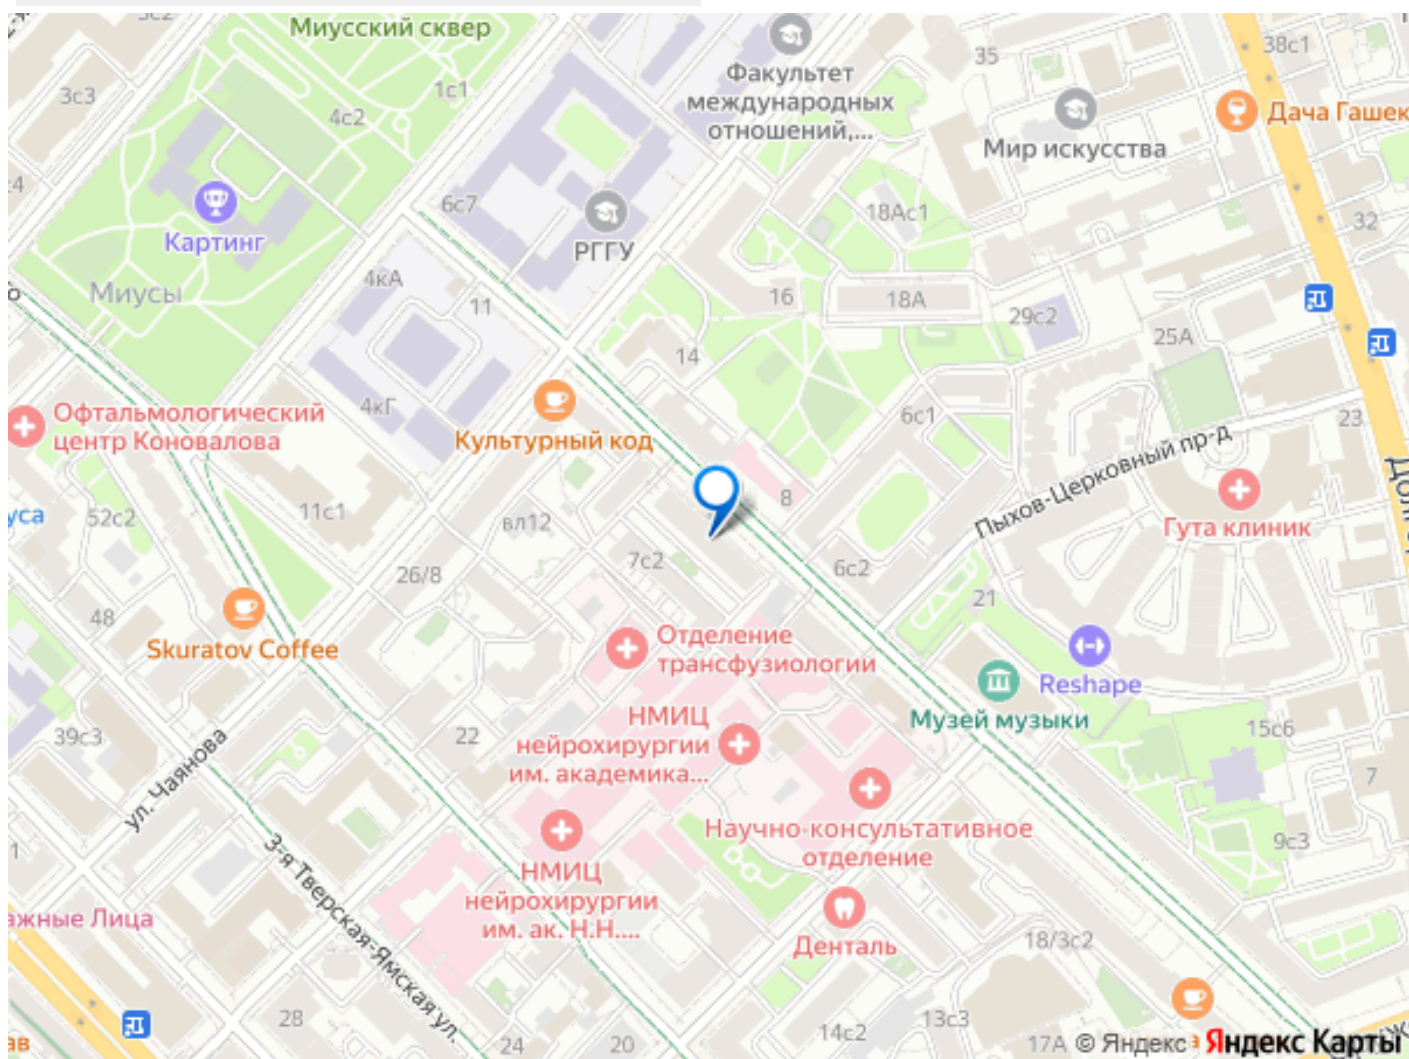 Миусский сквер
35
38с1
3с3
1с1
4с2
Факультет
международных
отношений,...
Дача Гашек
Мир искусства
6с7
18Ас1
32
Картинг
РГГУ
4кА
Миусы
11
16
18А
29с2
25А
14
4кГ
6с1
23
Офтальмологический
центр Коновалова
Культурный код
Пыхов-Церковный пр-д
8
52с2
11с1
вл12
Гута клиник
7с2
6с2
26/8
21
48
Skuratov Coffee
Отделение
трансфузиологии
Reshape
Музей музыки
39с3
ул. Чаянова
22
НМИЦ
нейрохирургии
им. академика...
15с6
7
Научно-консультативное
отделение
9с3
3-я Тверская-Ямская ул.
НМИЦ
нейрохирургии
им. ак. Н.Н....
ажные Лица
Денталь
18/3с2
28
24
20
14с2
13с3
17А
© Яндекс
Яндекс Карты